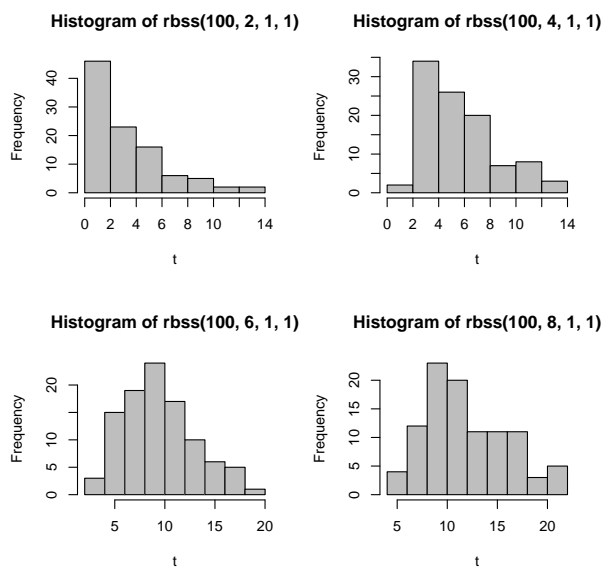 Histogram of rbss(100, 2, 1, 1)
Frequency
0 10 20 30 40
0 2 4 6 8 10 14
t
Histogram of rbss(100, 4, 1, 1)
Frequency
0 10 20 30
0 2 4 6 8 10 14
t
Histogram of rbss(100, 6, 1, 1)
Frequency
0 5 10 20
5 10 15 20
t
Histogram of rbss(100, 8, 1, 1)
Frequency
0 5 10 20
5 10 15 20
t